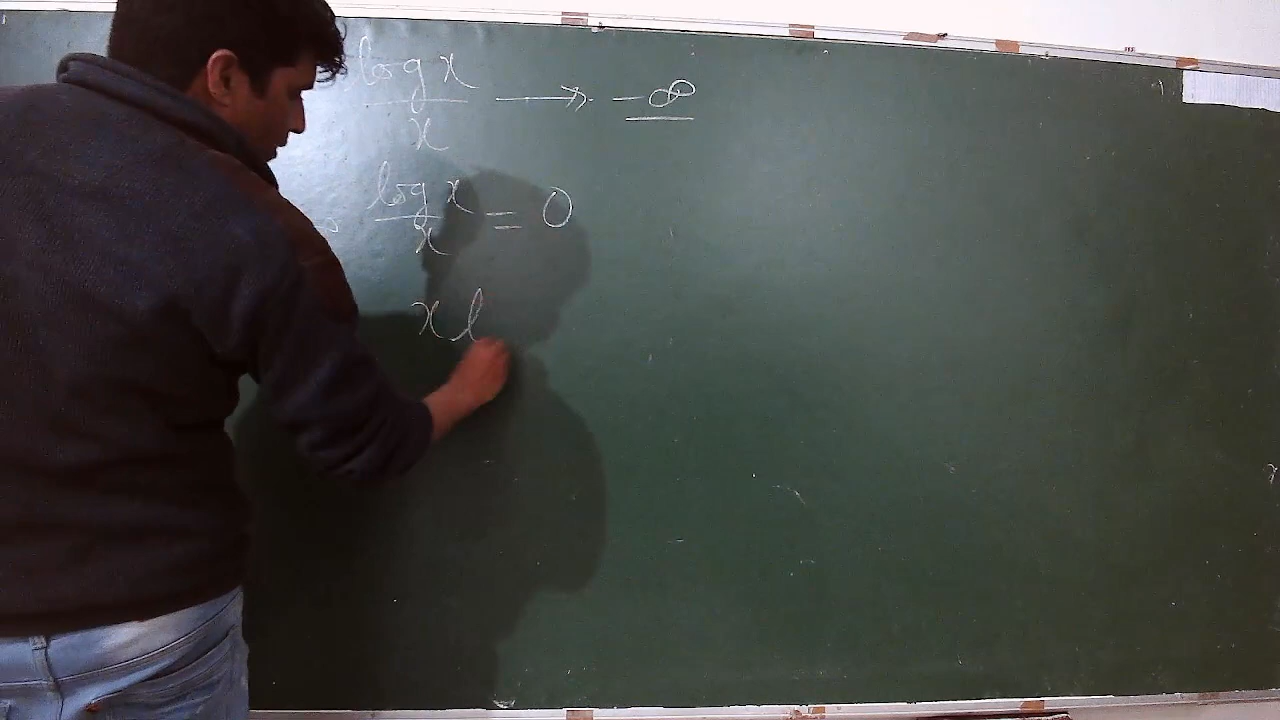 log x / x → -∞
log x / x = 0
x l